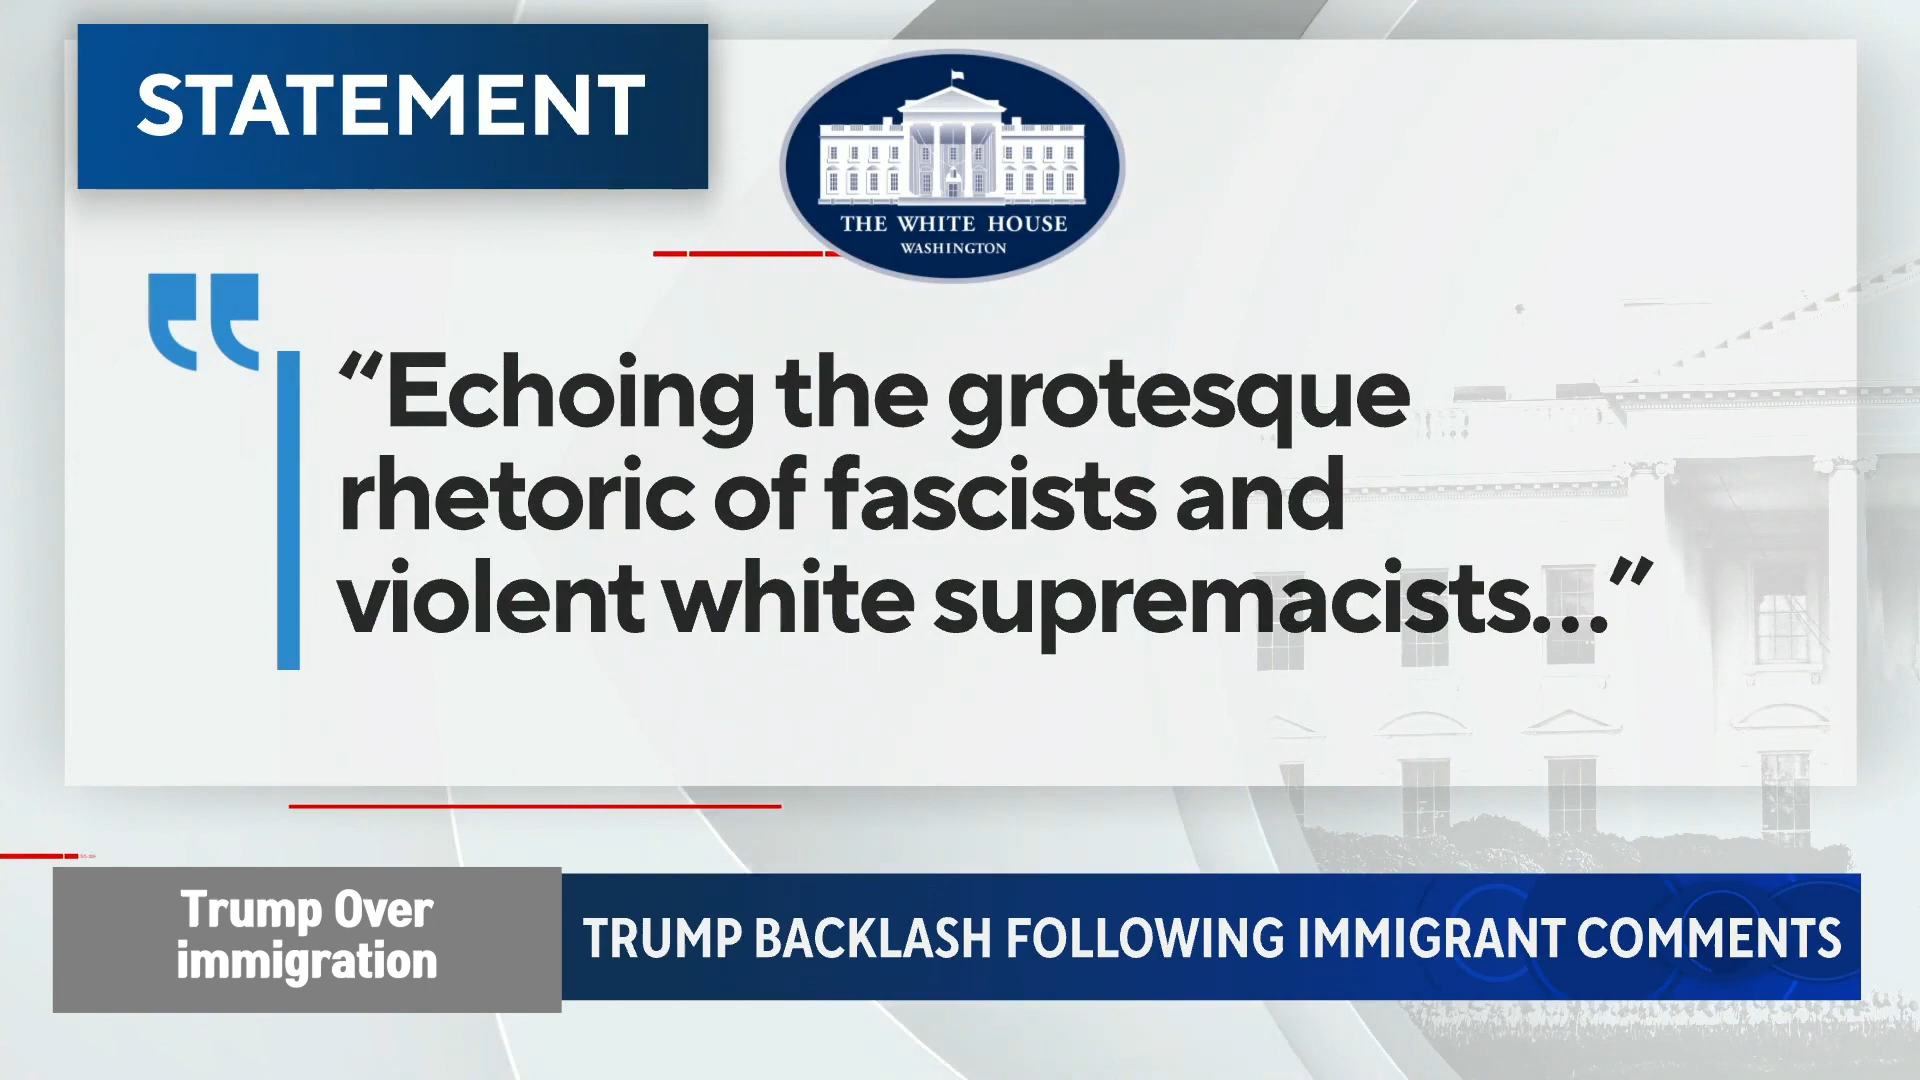 STATEMENT
THE WHITE HOUSE
WASHINGTON
“Echoing the grotesque
rhetoric of fascists and
violent white supremacists...”
Trump Over
immigration
TRUMP BACKLASH FOLLOWING IMMIGRANT COMMENTS